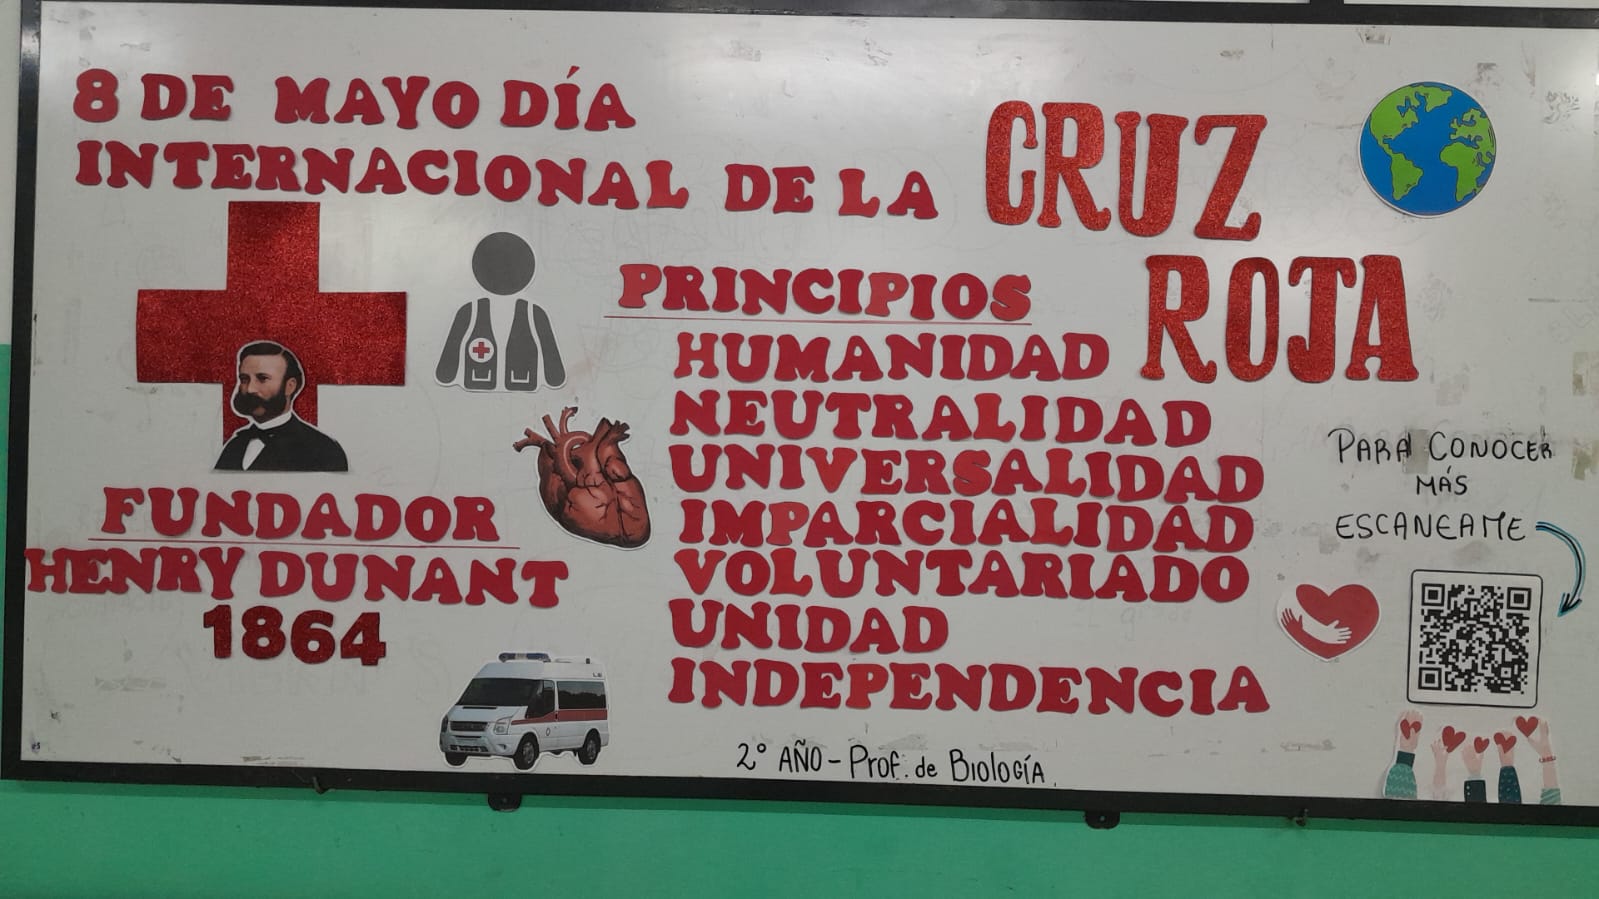 8 DE MAYO DÍA
INTERNACIONAL DE LA CRUZ
ROJA
FUNDADOR
HENRY DUNANT
1864
PRINCIPIOS
HUMANIDAD
NEUTRALIDAD
UNIVERSALIDAD
IMPARCIALIDAD
VOLUNTARIADO
UNIDAD
INDEPENDENCIA
PARA CONOCER
MÁS
ESCANEAME
2° AÑO - Prof. de BIOLOGÍA